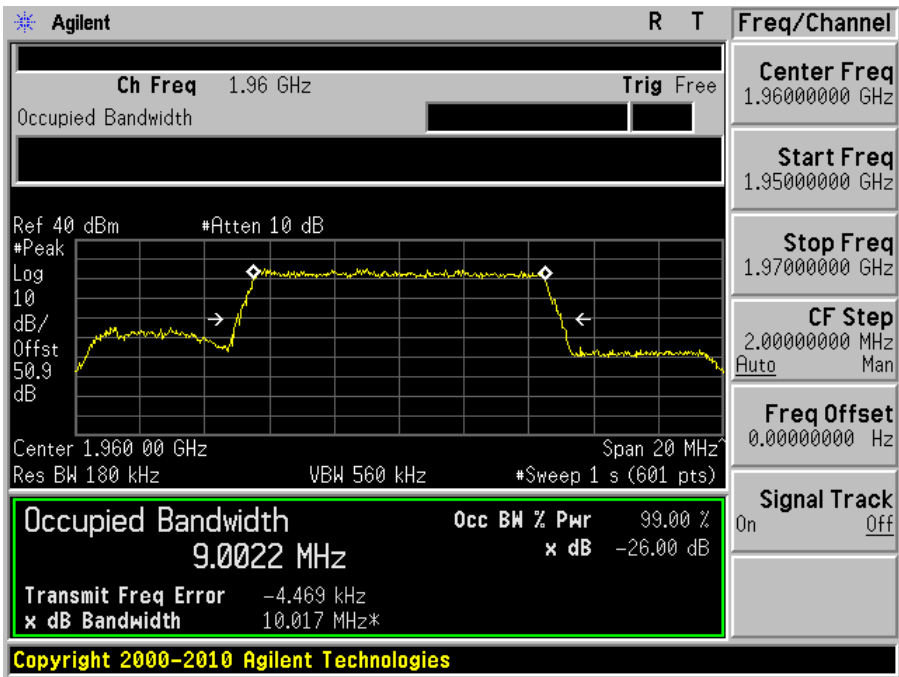 Agilent R T
Ch Freq 1.96 GHz Trig Free
Occupied Bandwidth
Ref 40 dBm #Atten 10 dB
#Peak
Log
10
dB/
Offst
50.9
dB
Center 1.960 00 GHz Span 20 MHz^
Res BW 180 kHz VBW 560 kHz #Sweep 1 s (601 pts)
Occupied Bandwidth Occ BW % Pwr 99.00 %
9.0022 MHz x dB -26.00 dB
Transmit Freq Error -4.469 kHz
x dB Bandwidth 10.017 MHz*
Copyright 2000-2010 Agilent Technologies
Freq/Channel
Center Freq
1.96000000 GHz
Start Freq
1.95000000 GHz
Stop Freq
1.97000000 GHz
CF Step
2.00000000 MHz
Auto Man
Freq Offset
0.00000000 Hz
Signal Track
On Off